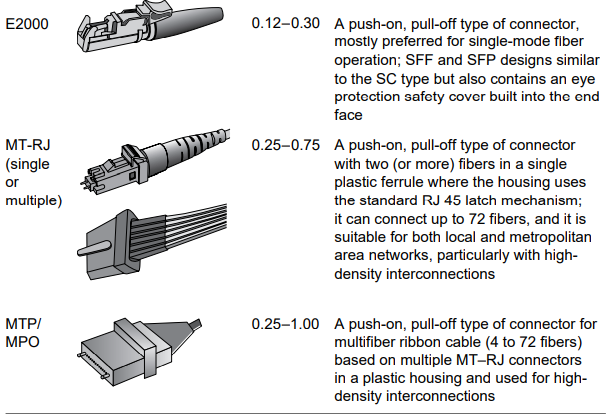 E2000 0.12–0.30 A push-on, pull-off type of connector,
mostly preferred for single-mode fiber
operation; SFF and SFP designs similar
to the SC type but also contains an eye
protection safety cover built into the end
face
MT-RJ 0.25–0.75 A push-on, pull-off type of connector
(single with two (or more) fibers in a single
or plastic ferrule where the housing uses
multiple) the standard RJ 45 latch mechanism;
it can connect up to 72 fibers, and it is
suitable for both local and metropolitan
area networks, particularly with high-
density interconnections
MTP/ 0.25–1.00 A push-on, pull-off type of connector for
MPO multifiber ribbon cable (4 to 72 fibers)
based on multiple MT–RJ connectors
in a plastic housing and used for high-
density interconnections